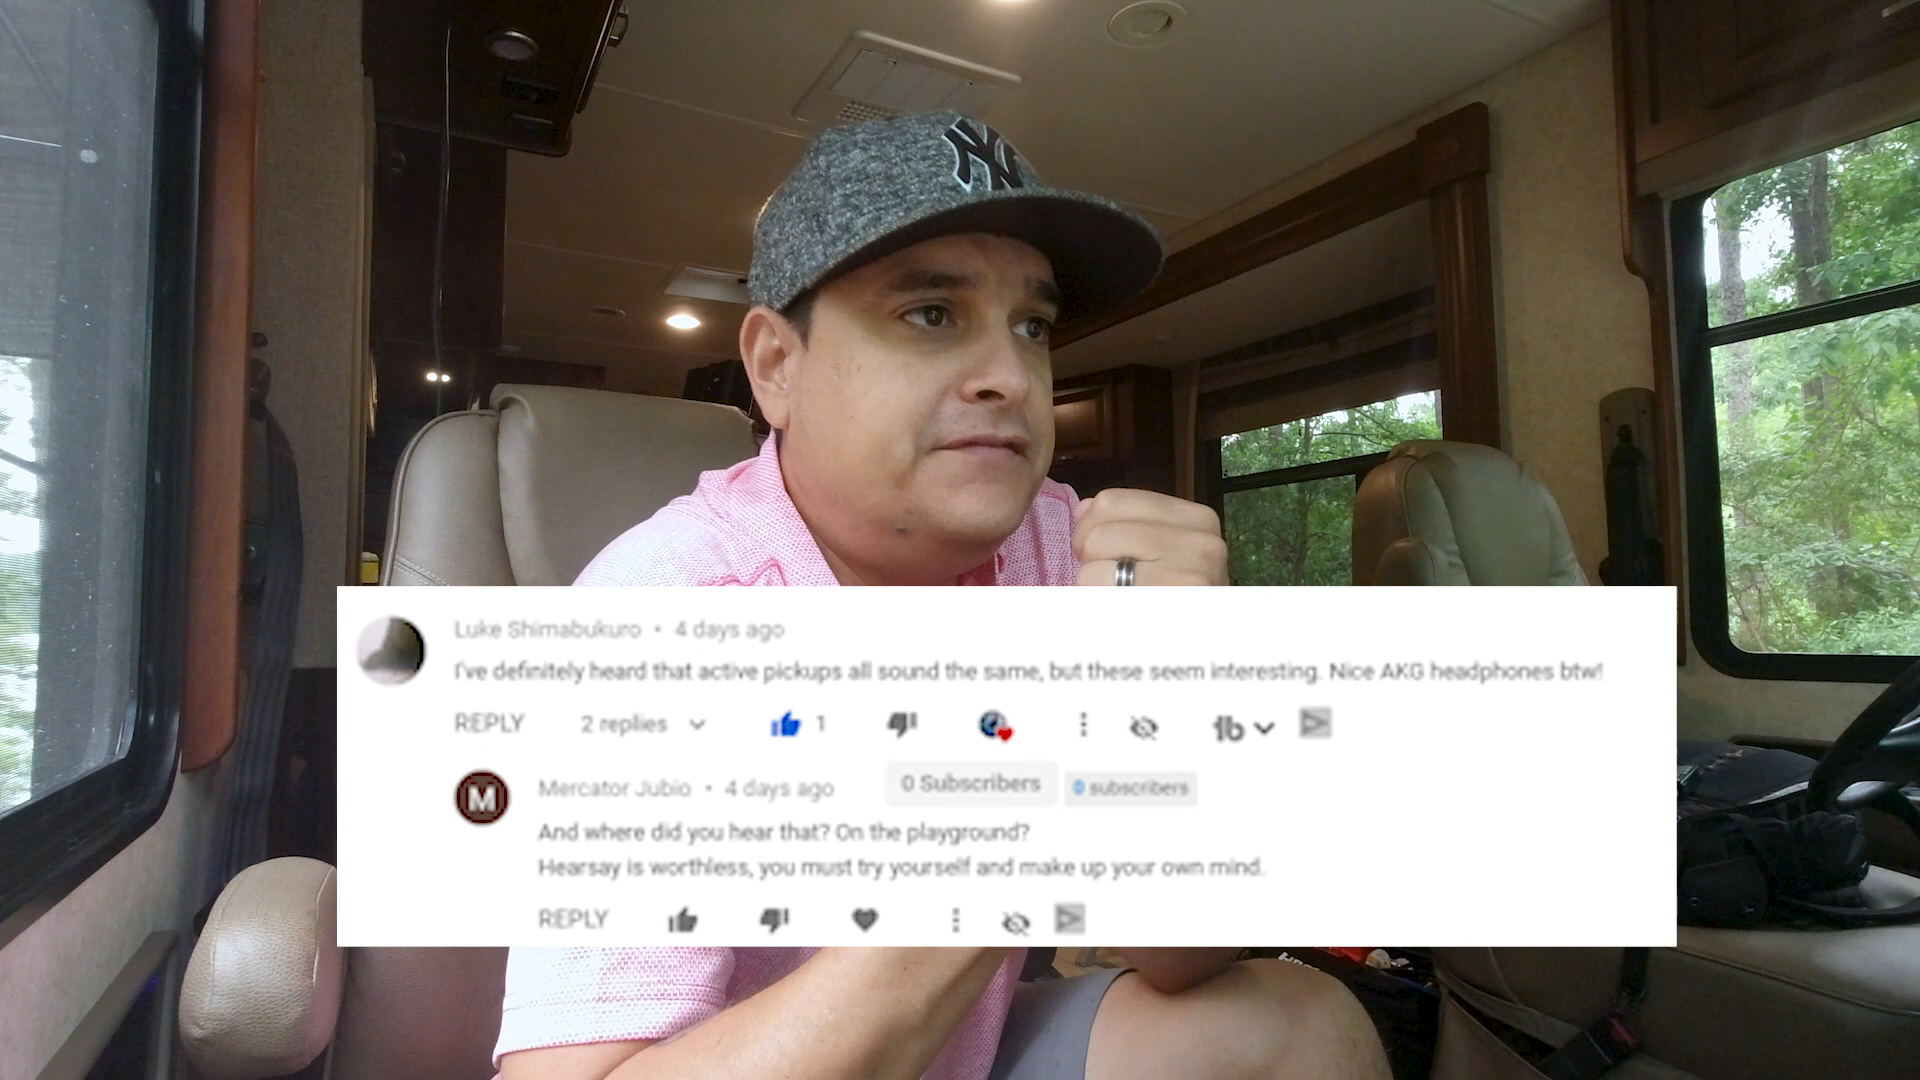 NY
Luke Shimabukuro • 4 days ago
I've definitely heard that active pickups all sound the same, but these seem interesting. Nice AKG headphones btw!
REPLY 2 replies 1
M Mercator Jubio • 4 days ago 0 Subscribers 0 subscribers
And where did you hear that? On the playground?
Hearsay is worthless, you must try yourself and make up your own mind.
REPLY